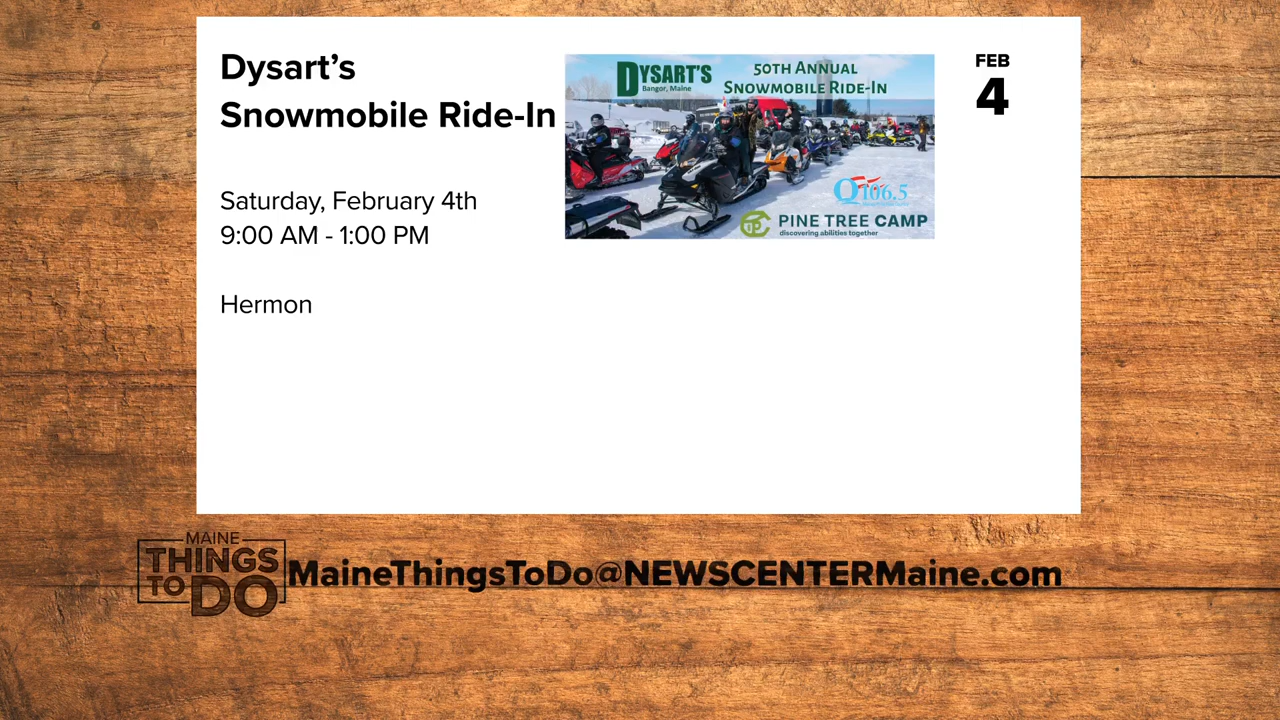 Dysart’s
Snowmobile Ride-In
Saturday, February 4th
9:00 AM - 1:00 PM
Hermon
DYSART'S
Bangor, Maine
50TH ANNUAL
SNOWMOBILE RIDE-IN
Q106.5
PINE TREE CAMP
discovering abilities together
FEB
4
MAINE
THINGS
TO DO
MaineThingsToDo@NEWSCENTERMaine.com